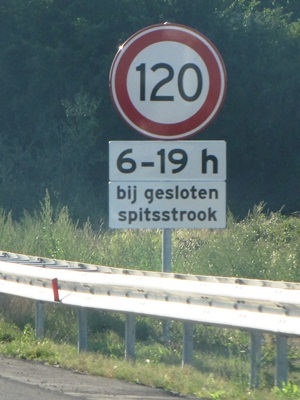 120
6-19 h
bij gesloten
spitsstrook